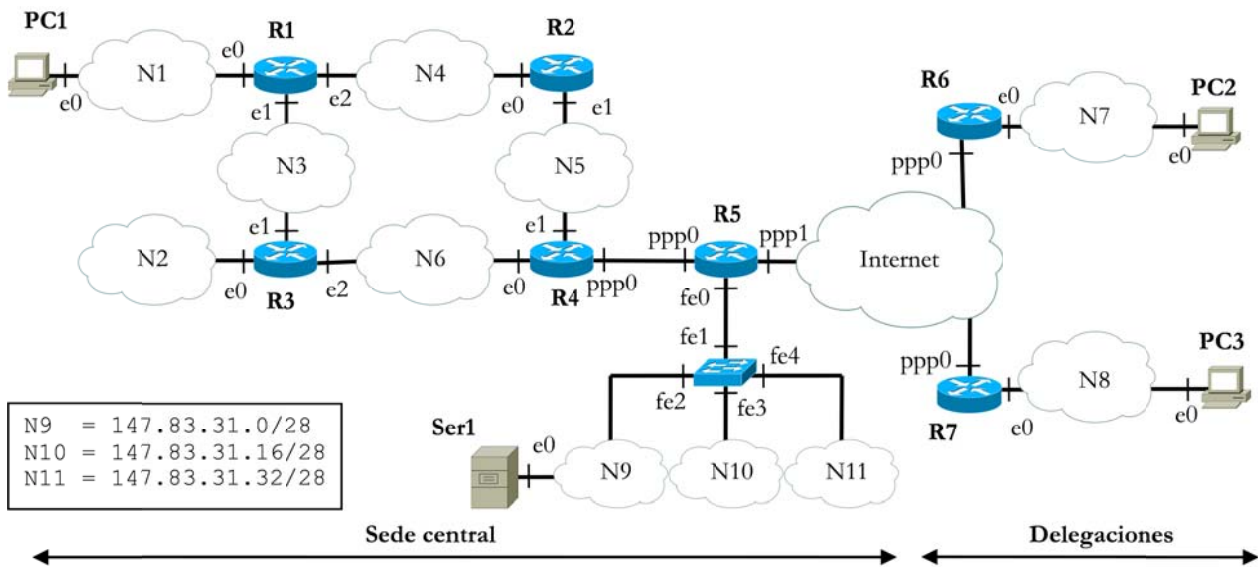 PC1
e0
N1
e0
R1
e2
e1
N4
e0
R2
e1
N3
N5
e1
e1
N2
e0
R3
e2
N6
e0
R4
ppp0
ppp0
R5
ppp1
fe0
Internet
R6
e0
ppp0
N7
PC2
e0
ppp0
R7
e0
N8
PC3
e0
fe1
fe4
fe2
fe3
Ser1
e0
N9
N10
N11
N9 = 147.83.31.0/28
N10 = 147.83.31.16/28
N11 = 147.83.31.32/28
Sede central
Delegaciones